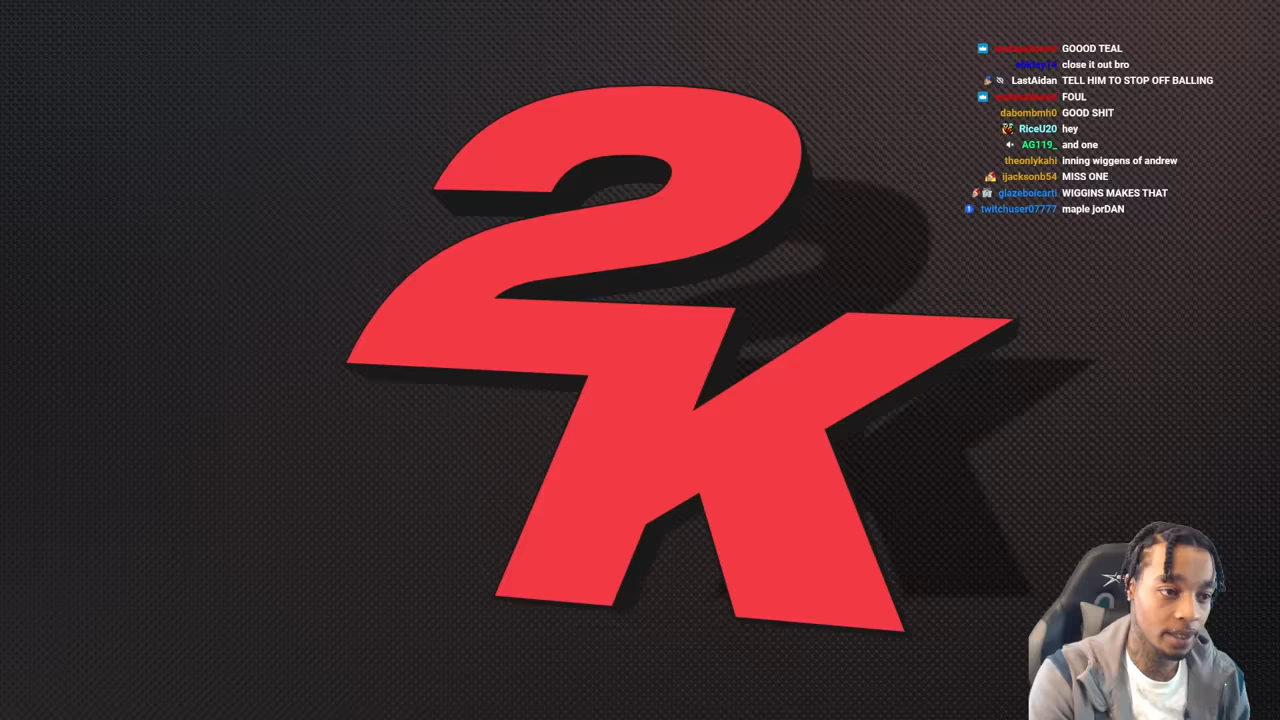 2K
GOOOD TEAL
close it out bro
LastAidan TELL HIM TO STOP OFF BALLING
FOUL
dabombmh0 GOOD SHIT
RiceU20 hey
AG119_ and one
theonlykahi inning wiggens of andrew
ijacksonb54 MISS ONE
glazeboicarti WIGGINS MAKES THAT
twitchuser07777 maple jorDAN